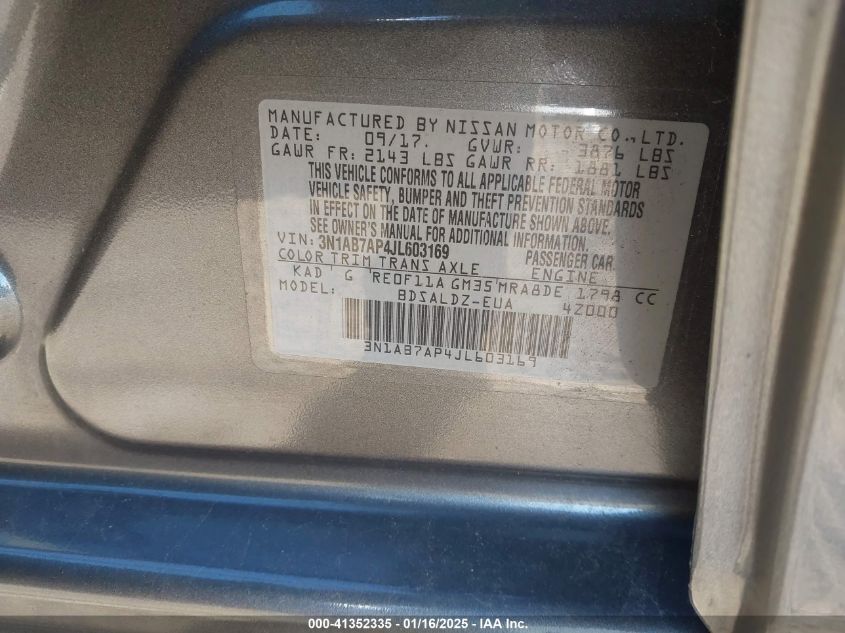 MANUFACTURED BY NISSAN MOTOR CO., LTD.
DATE: 09/17. GVWR: 3876 LBS
GAWR FR: 2143 LBS GAWR RR: 1881 LBS
THIS VEHICLE CONFORMS TO ALL APPLICABLE FEDERAL MOTOR
VEHICLE SAFETY, BUMPER AND THEFT PREVENTION STANDARDS
IN EFFECT ON THE DATE OF MANUFACTURE SHOWN ABOVE.
SEE OWNER'S MANUAL FOR ADDITIONAL INFORMATION.
VIN: 3N1AB7AP4JL603169 PASSENGER CAR.
COLOR TRIM TRANS AXLE ENGINE
KAD G RE0F11A GM35 MRA8DE 1798 CC
MODEL: BDSALDZ-EUA 42000
3N1AB7AP4JL603169
000-41352335 - 01/16/2025 - IAA Inc.